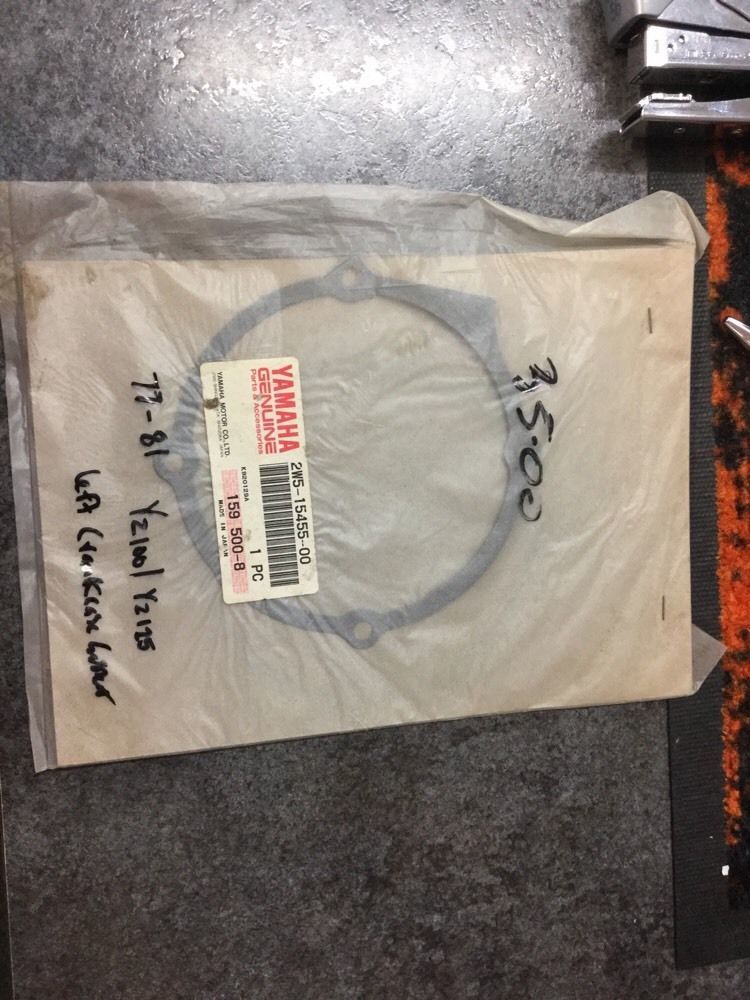 35.00
YAMAHA
GENUINE
Parts & Accessories
2W5-15455-00
1 PC
159 500-8
MADE IN JAPAN
K920129A
YAMAHA MOTOR CO., LTD.
77-81 YZ100/YZ125
left Crankcase